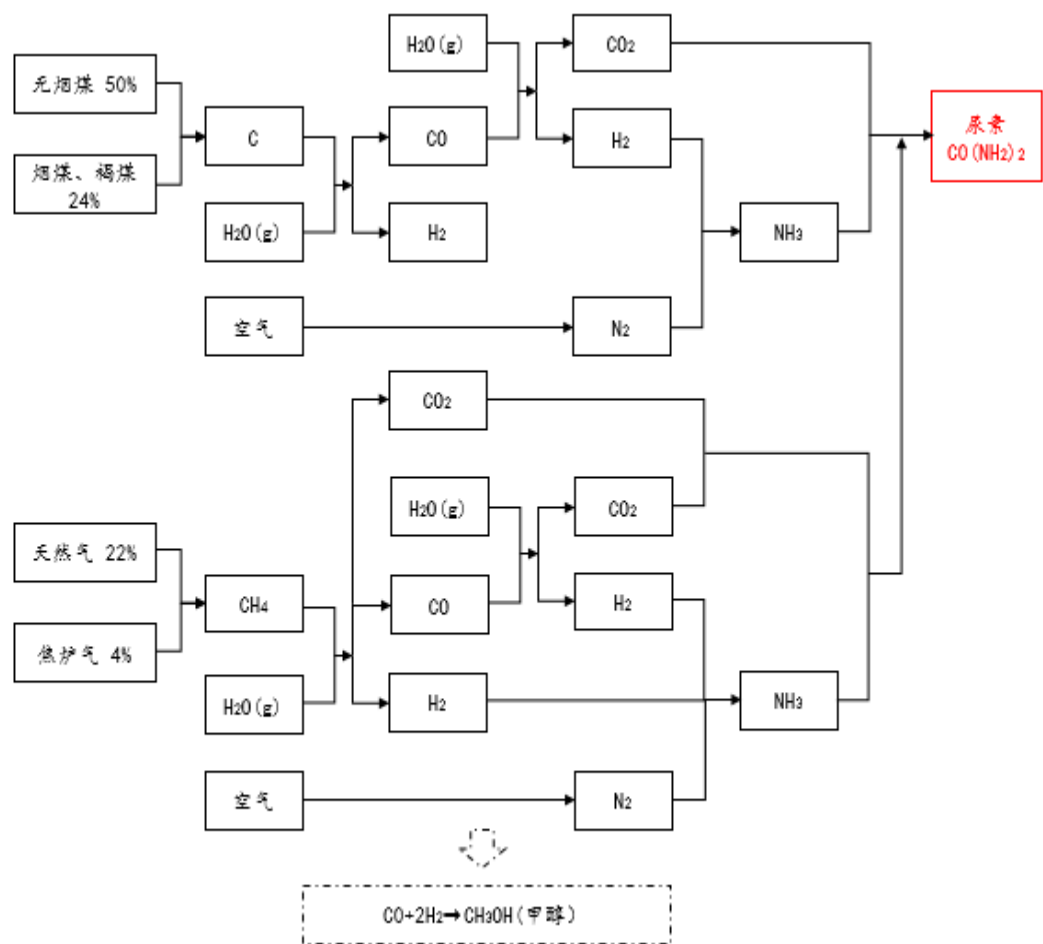 H2O(g)
CO2
无烟煤 50%
尿素
CO(NH2)2
C
CO
H2
烟煤、褐煤
24%
H2O(g)
H2
NH3
空气
N2
CO2
H2O(g)
CO2
天然气 22%
CH4
CO
H2
焦炉气 4%
H2O(g)
H2
NH3
空气
N2
CO+2H2→CH3OH(甲醇)